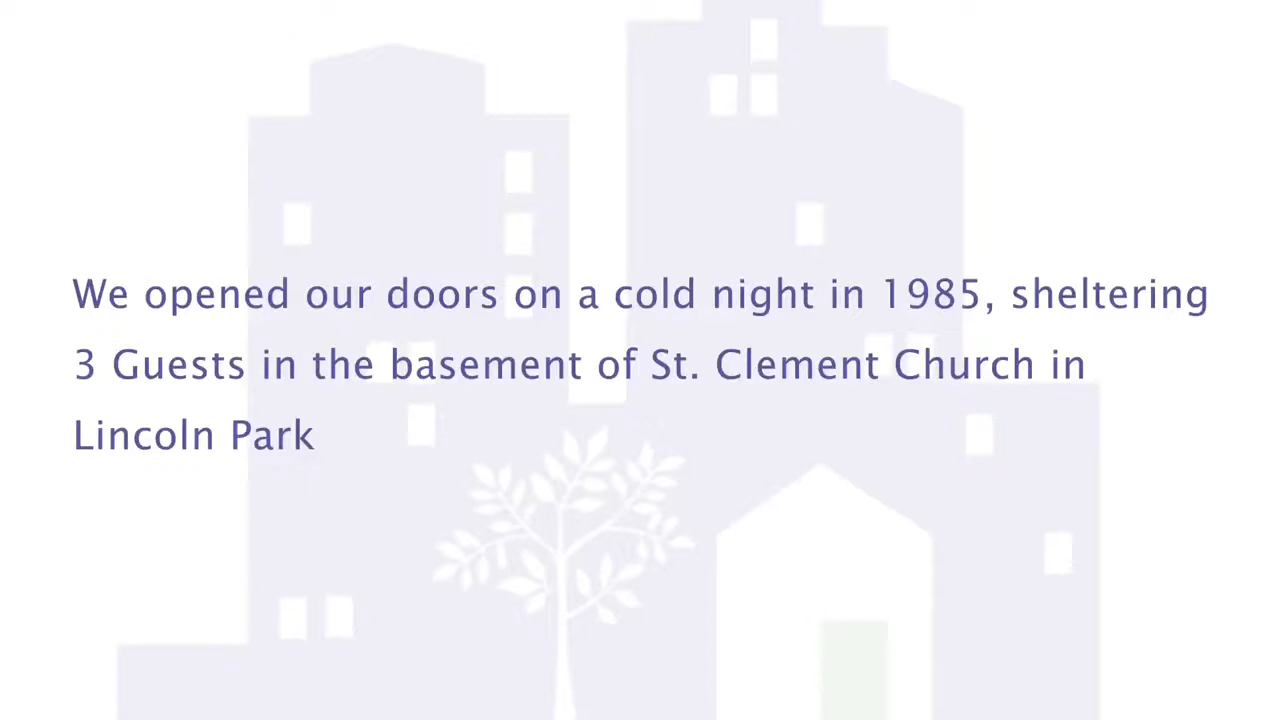 We opened our doors on a cold night in 1985, sheltering
3 Guests in the basement of St. Clement Church in
Lincoln Park